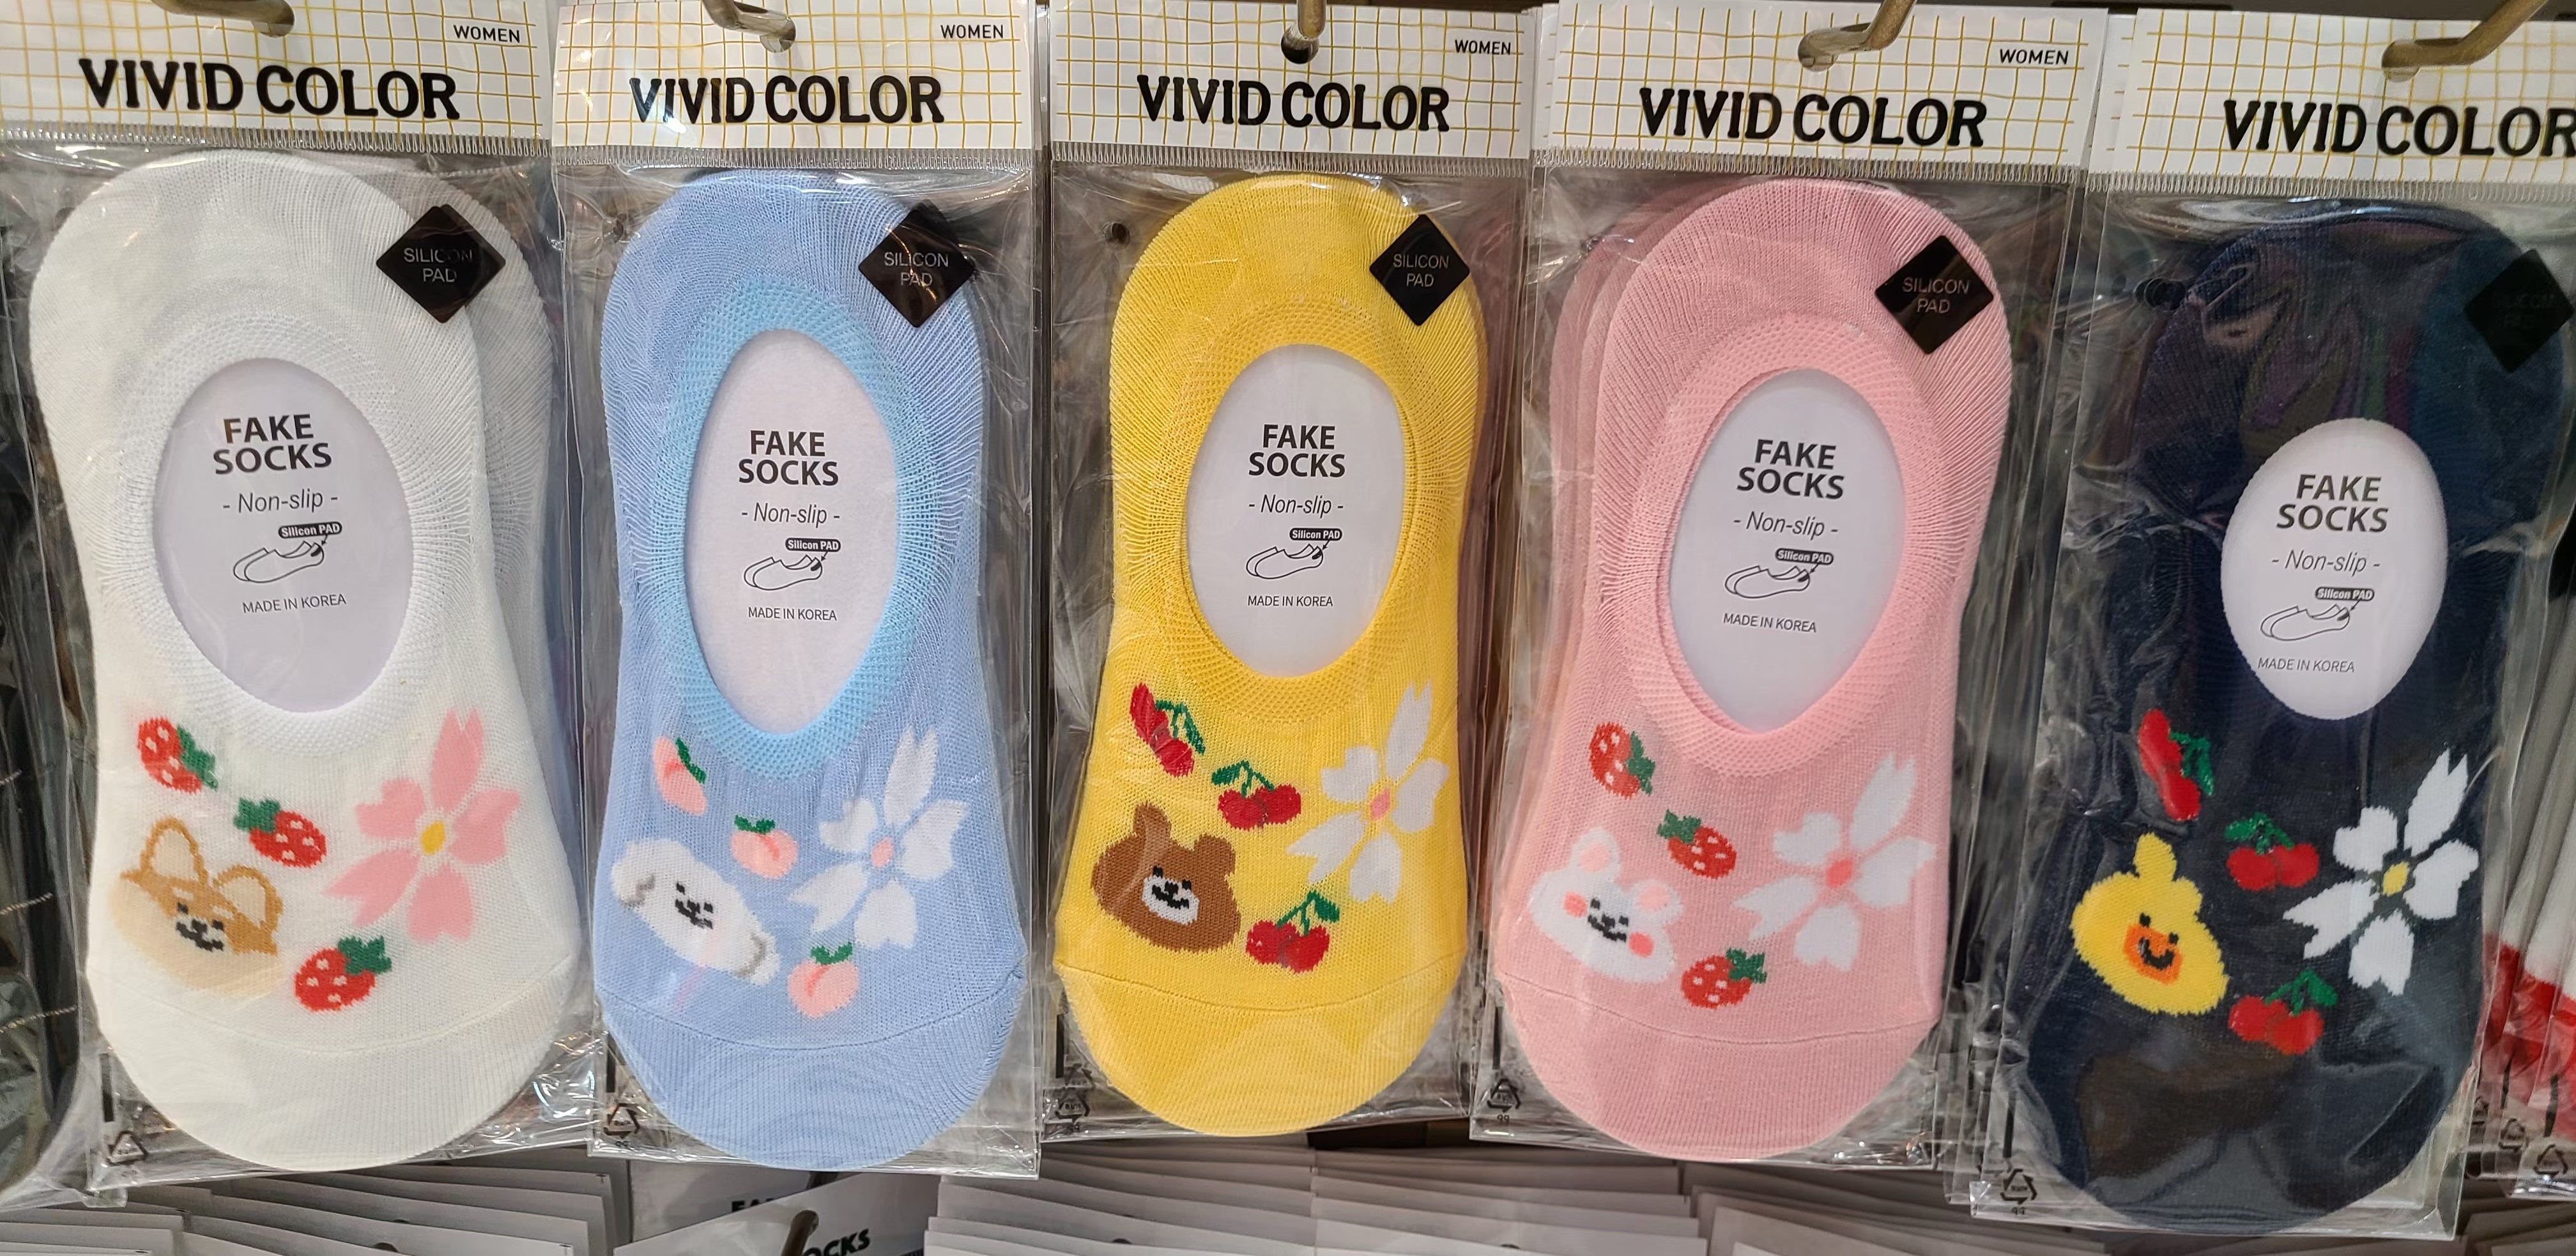 WOMEN
VIVID COLOR
SILICON
PAD
FAKE
SOCKS
- Non-slip -
Silicon PAD
MADE IN KOREA
WOMEN
VIVID COLOR
SILICON
PAD
FAKE
SOCKS
- Non-slip -
Silicon PAD
MADE IN KOREA
WOMEN
VIVID COLOR
SILICON
PAD
FAKE
SOCKS
- Non-slip -
Silicon PAD
MADE IN KOREA
WOMEN
VIVID COLOR
SILICON
PAD
FAKE
SOCKS
- Non-slip -
Silicon PAD
MADE IN KOREA
VIVID COLOR
SILICON
PAD
FAKE
SOCKS
- Non-slip -
Silicon PAD
MADE IN KOREA